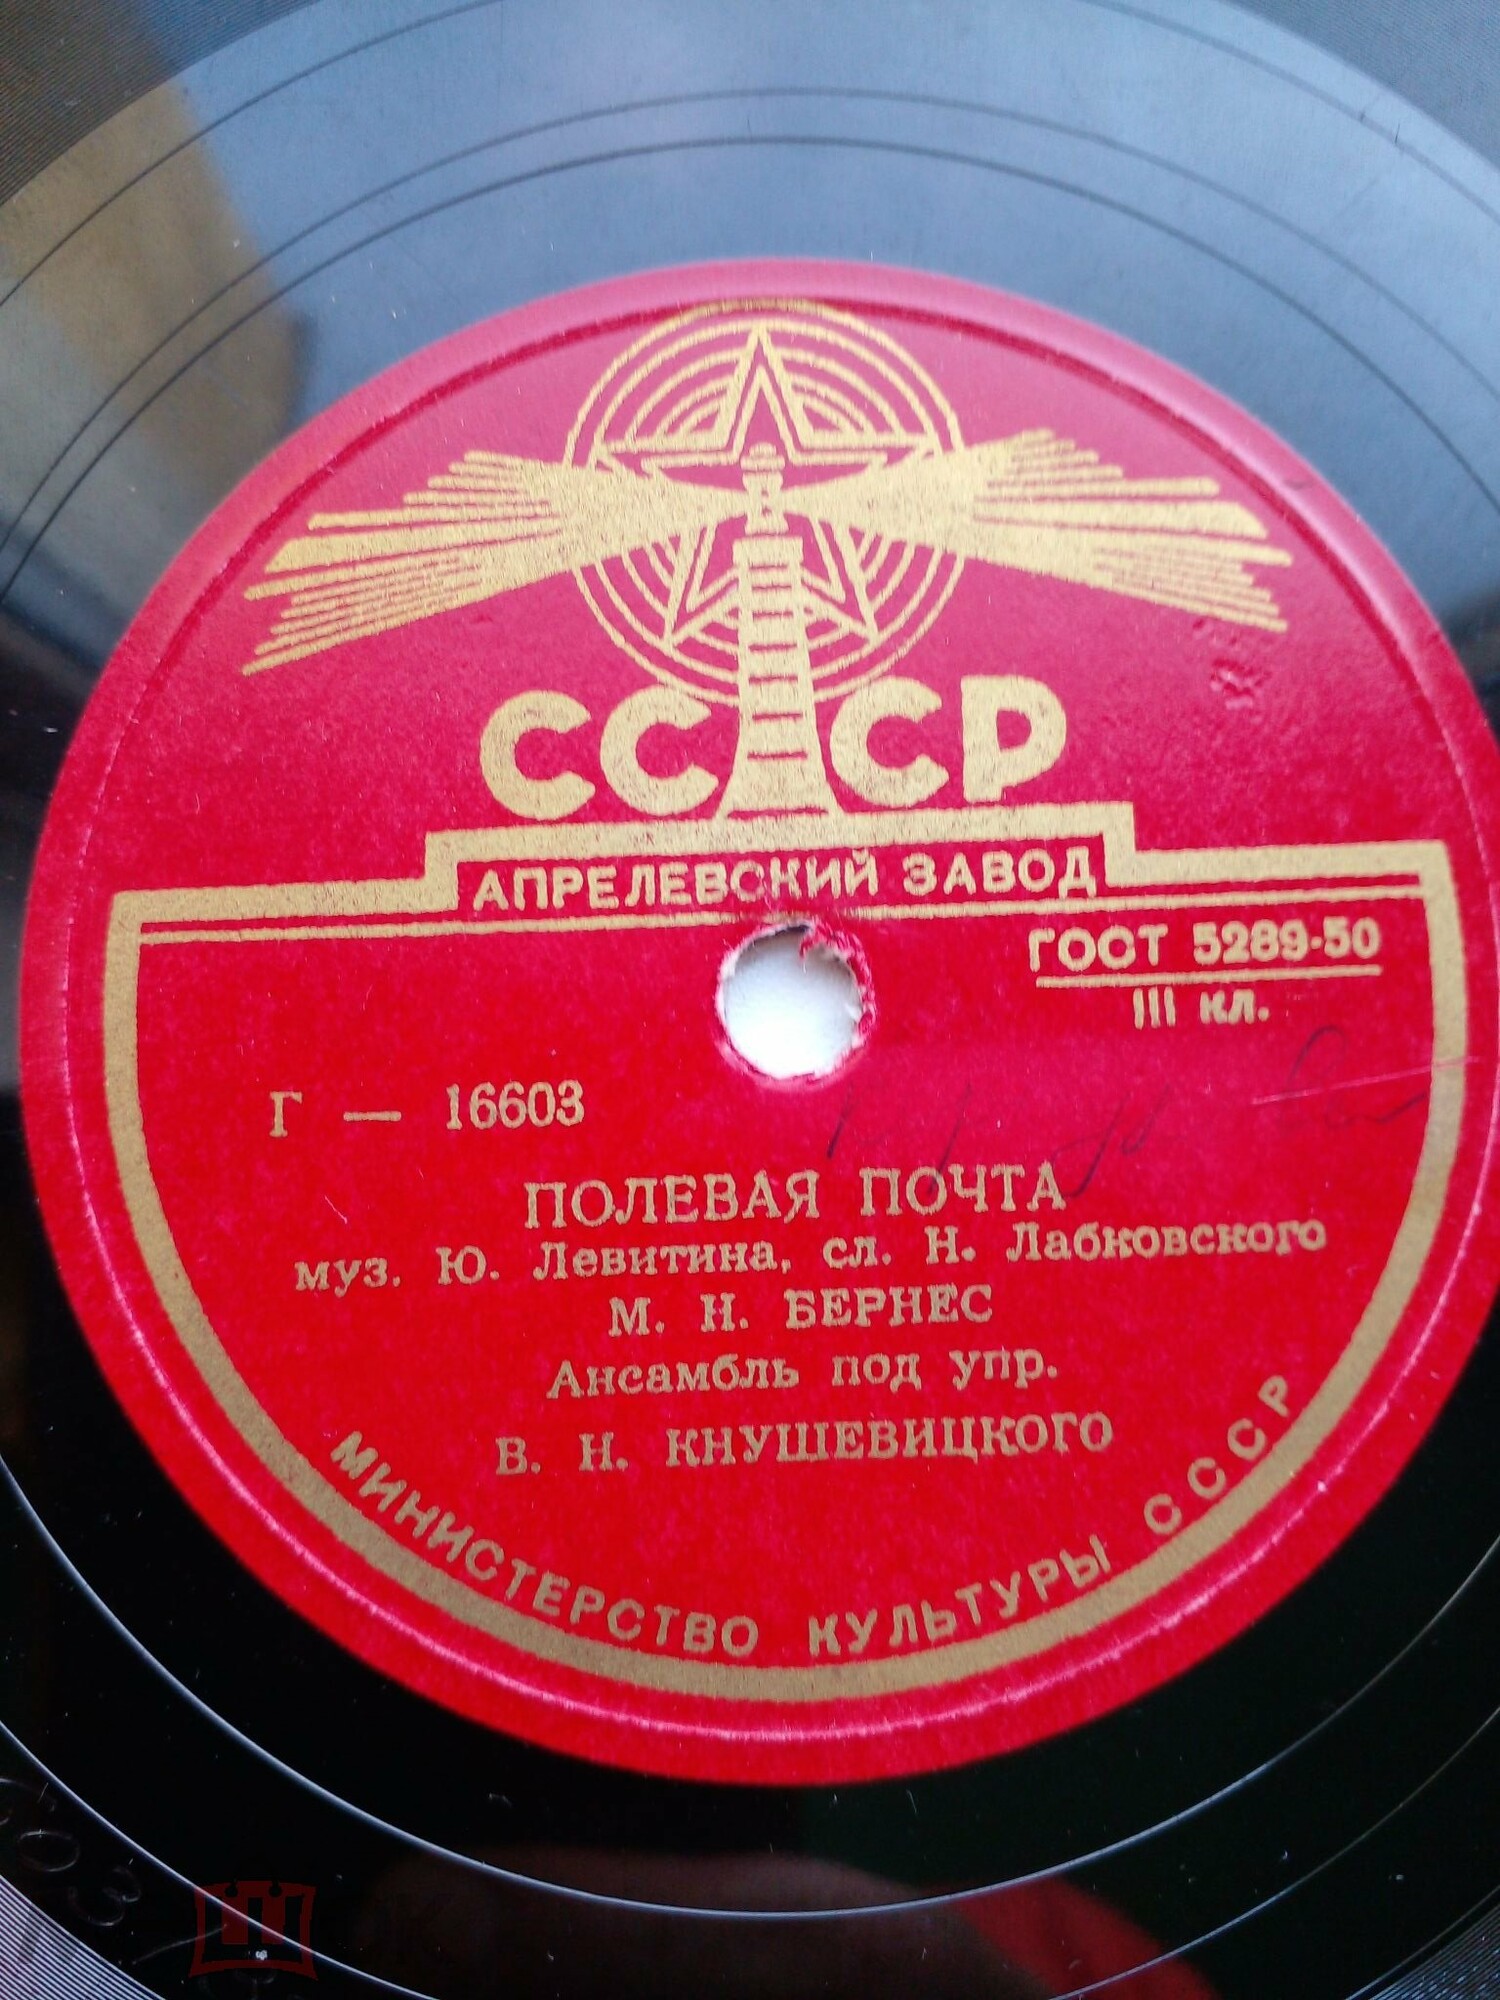 СССР
АПРЕЛЕВСКИЙ ЗАВОД
ГОСТ 5289-50
III кл.
Г — 16603
ПОЛЕВАЯ ПОЧТА
муз. Ю. Левитина, сл. Н. Лабковского
М. Н. БЕРНЕС
Ансамбль под упр.
В. Н. КНУШЕВИЦКОГО
МИНИСТЕРСТВО КУЛЬТУРЫ СССР